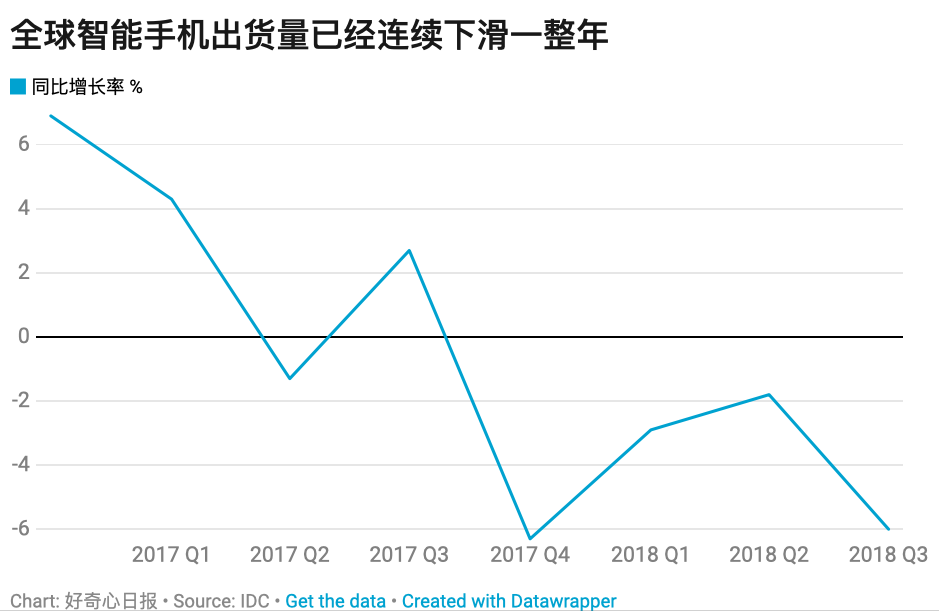 全球智能手机出货量已经连续下滑一整年
同比增长率 %
6
4
2
0
-2
-4
-6
2017 Q1 2017 Q2 2017 Q3 2017 Q4 2018 Q1 2018 Q2 2018 Q3
Chart: 好奇心日报 • Source: IDC • Get the data • Created with Datawrapper